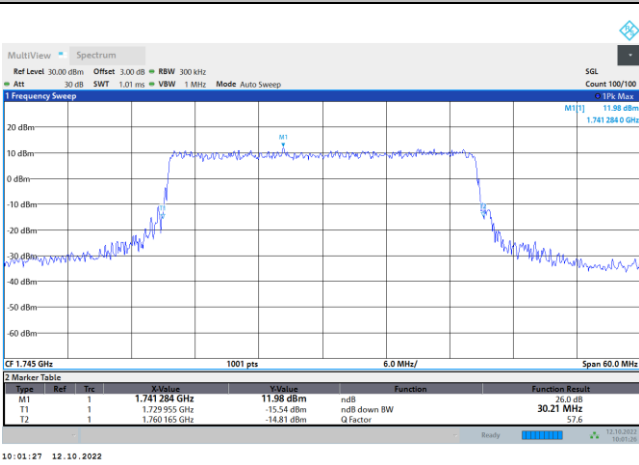 MultiView Spectrum
Ref Level 30.00 dBm Offset 3.00 dB RBW 300 kHz SGL
Att 30 dB SWT 1.01 ms VBW 1 MHz Mode Auto Sweep Count 100/100
1 Frequency Sweep 1Pk Max
M1[1] 11.98 dBm
1.741 284 0 GHz
M1
20 dBm
10 dBm
0 dBm
-10 dBm
-20 dBm
-30 dBm
-40 dBm
-50 dBm
-60 dBm
CF 1.745 GHz 1001 pts 6.0 MHz/ Span 60.0 MHz
2 Marker Table
Type Ref Trc X-Value Y-Value Function Function Result
M1 1 1.741 284 GHz 11.98 dBm ndB 26.0 dB
T1 1 1.729 955 GHz -15.54 dBm ndB down BW 30.21 MHz
T2 1 1.760 165 GHz -14.81 dBm Q Factor 57.6
Ready 12.10.2022
10:01:26
10:01:27 12.10.2022